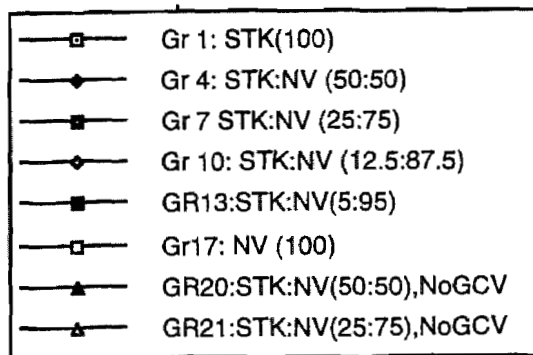 Gr 1: STK(100)
Gr 4: STK:NV (50:50)
Gr 7 STK:NV (25:75)
Gr 10: STK:NV (12.5:87.5)
GR13:STK:NV(5:95)
Gr17: NV (100)
GR20:STK:NV(50:50),NoGCV
GR21:STK:NV(25:75),NoGCV